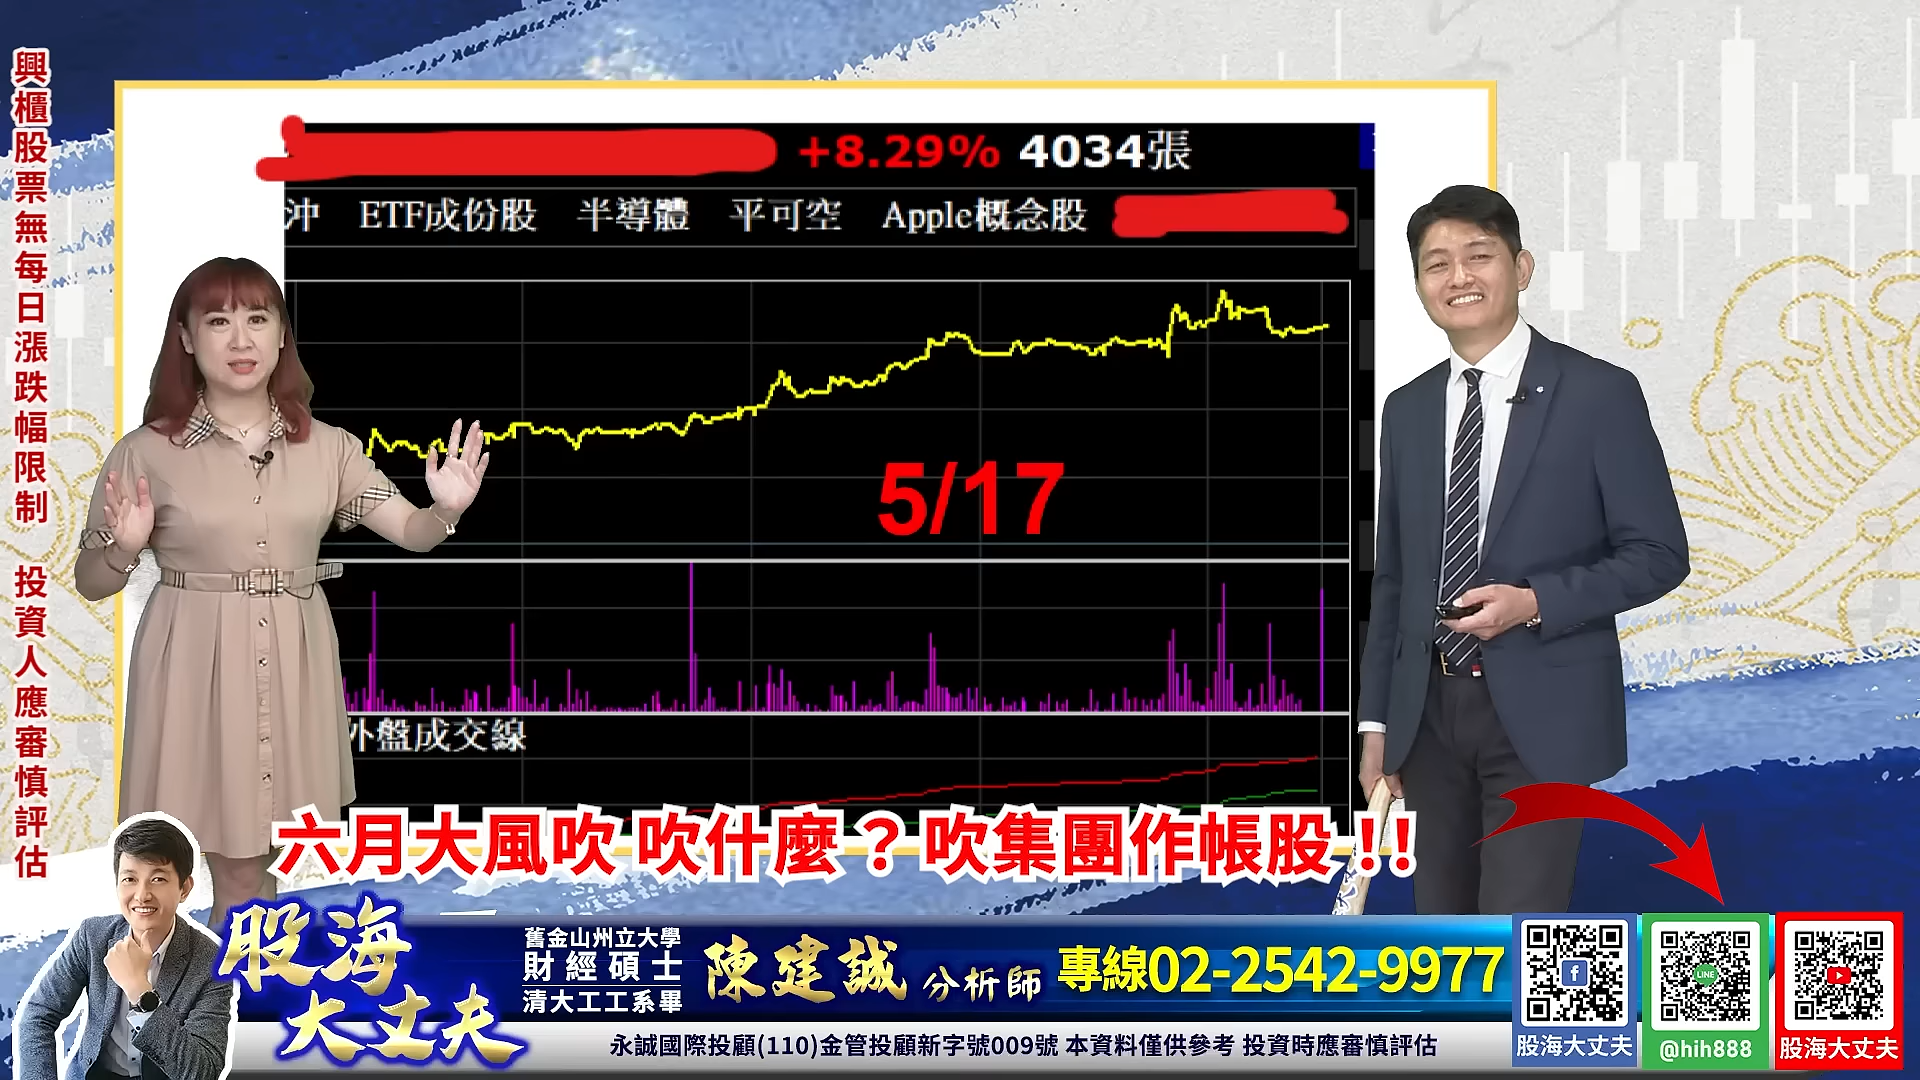 興櫃股票無每日漲跌幅限制 投資人應審慎評估
+8.29% 4034張
沖 ETF成份股 半導體 平可空 Apple概念股
5/17
外盤成交線
六月大風吹 吹什麼？吹集團作帳股！！
股海
大丈夫
舊金山州立大學
財經碩士
清大工工系畢
陳建誠 分析師
專線02-2542-9977
永誠國際投顧(110)金管投顧新字號009號 本資料僅供參考 投資時應審慎評估
f
股海大丈夫
LINE
@hih888
股海大丈夫